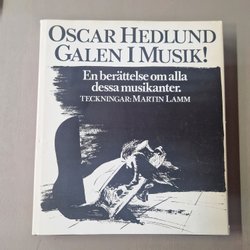 OSCAR HEDLUND
GALEN I MUSIK!
En berättelse om alla
dessa musikanter.
TECKNINGAR: MARTIN LAMM